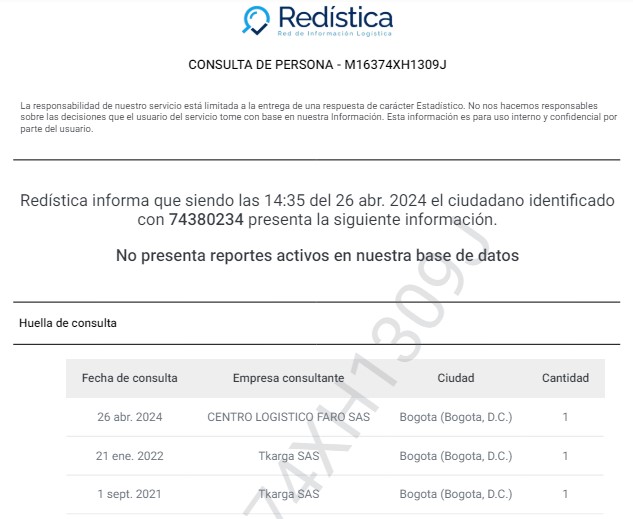 Redística
Red de Información Logística
CONSULTA DE PERSONA - M16374XH1309J
La responsabilidad de nuestro servicio está limitada a la entrega de una respuesta de carácter Estadístico. No nos hacemos responsables
sobre las decisiones que el usuario del servicio tome con base en nuestra Información. Esta información es para uso interno y confidencial por
parte del usuario.
Redística informa que siendo las 14:35 del 26 abr. 2024 el ciudadano identificado
con 74380234 presenta la siguiente información.
No presenta reportes activos en nuestra base de datos
Huella de consulta
Fecha de consulta Empresa consultante Ciudad Cantidad
26 abr. 2024 CENTRO LOGISTICO FARO SAS Bogota (Bogota, D.C.) 1
21 ene. 2022 Tkarga SAS Bogota (Bogota, D.C.) 1
1 sept. 2021 Tkarga SAS Bogota (Bogota, D.C.) 1
74XH1309J